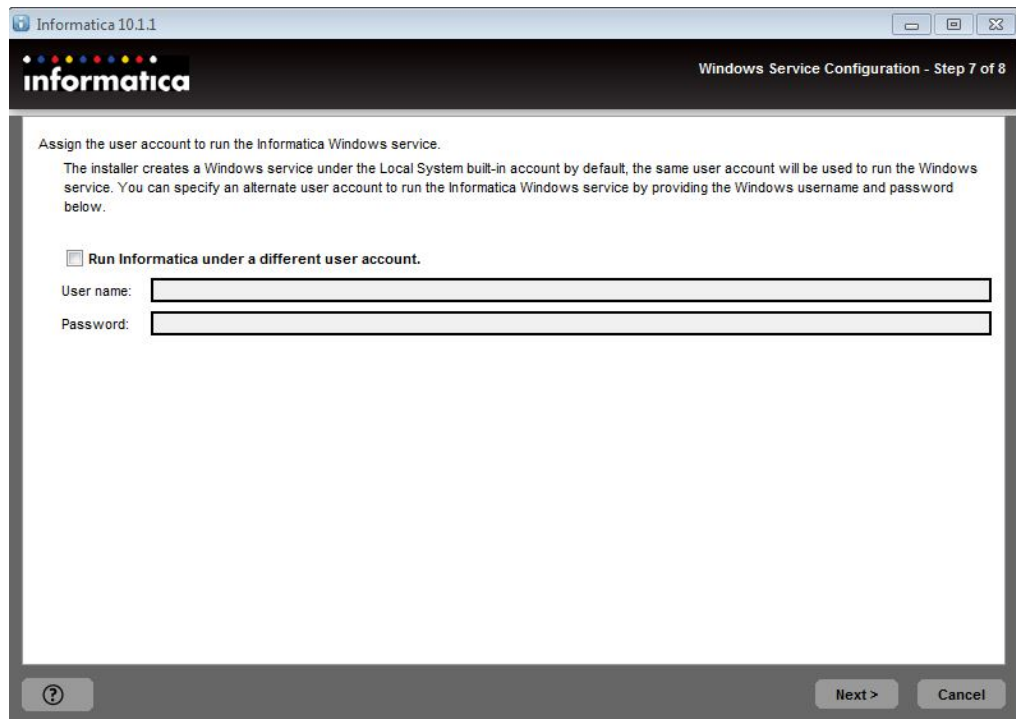 Informatica 10.1.1
informatica
Windows Service Configuration - Step 7 of 8
Assign the user account to run the Informatica Windows service.
The installer creates a Windows service under the Local System built-in account by default, the same user account will be used to run the Windows
service. You can specify an alternate user account to run the Informatica Windows service by providing the Windows username and password
below.
Run Informatica under a different user account.
User name:
Password:
?
Next >
Cancel